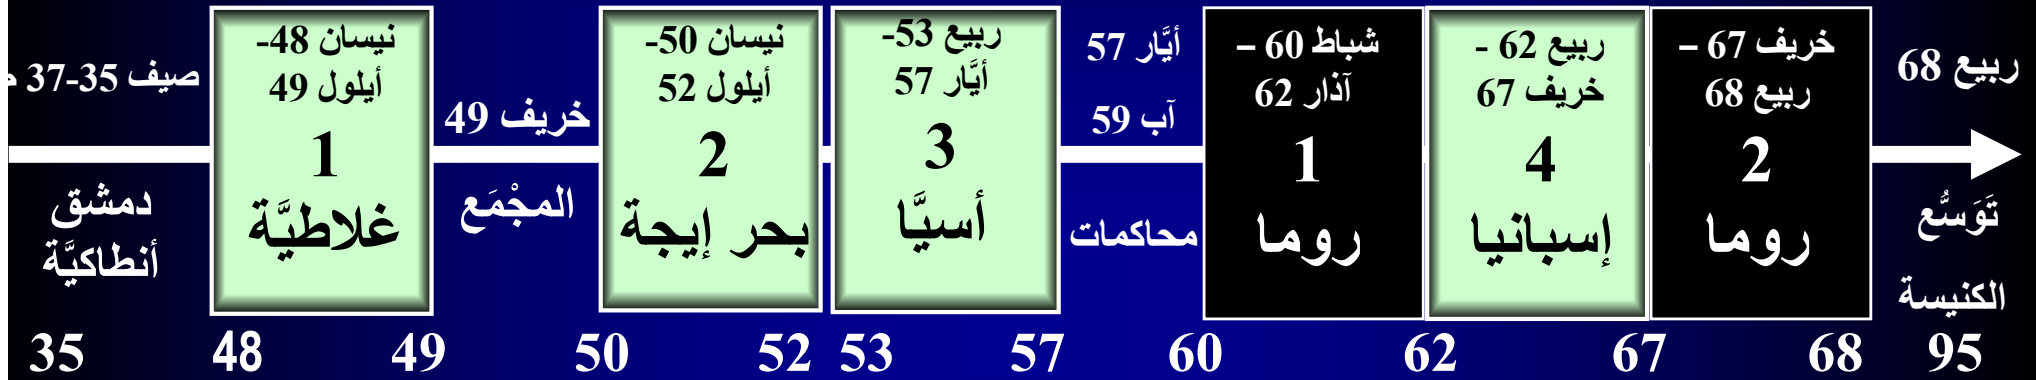 صيف 35-37
دمشق
أنطاكيَّة
نيسان 48-
أيلول 49
1
غلاطيَّة
خريف 49
المجْمَع
نيسان 50-
أيلول 52
2
بحر إيجة
ربيع 53-
أيَّار 57
3
أسيَّا
أيَّار 57
آب 59
محاكمات
شباط 60 –
آذار 62
1
روما
ربيع 62 -
خريف 67
4
إسبانيا
خريف 67 –
ربيع 68
2
روما
ربيع 68
تَوَسُّع
الكنيسة
35 48 49 50 52 53 57 60 62 67 68 95